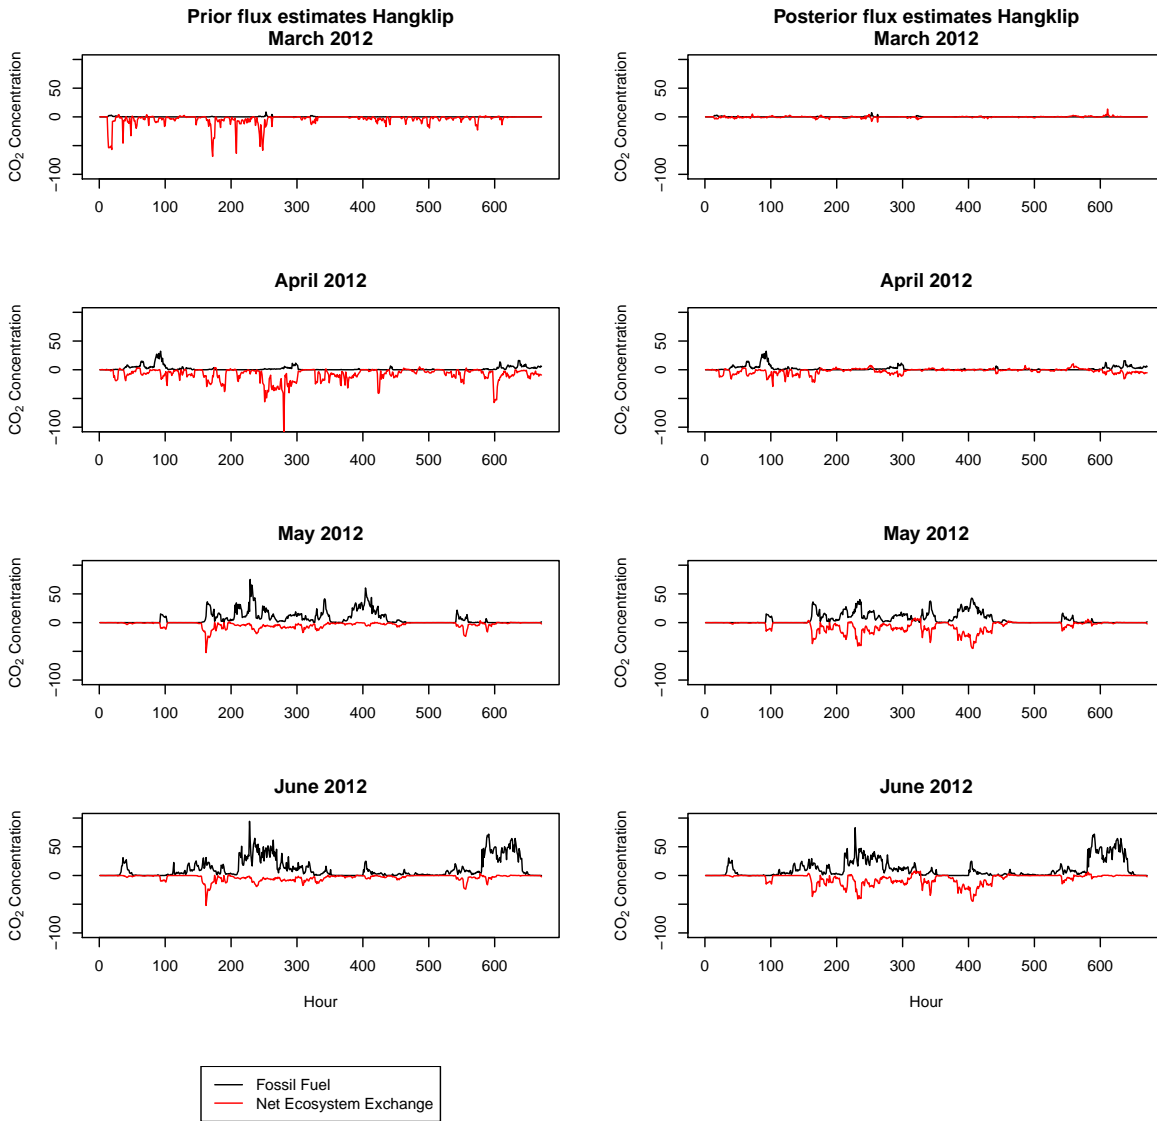 Prior flux estimates Hangklip
March 2012
CO2 Concentration
50
0
−100
0 100 200 300 400 500 600
Posterior flux estimates Hangklip
March 2012
CO2 Concentration
50
0
−100
0 100 200 300 400 500 600
April 2012
CO2 Concentration
50
0
−100
0 100 200 300 400 500 600
April 2012
CO2 Concentration
50
0
−100
0 100 200 300 400 500 600
May 2012
CO2 Concentration
50
0
−100
0 100 200 300 400 500 600
May 2012
CO2 Concentration
50
0
−100
0 100 200 300 400 500 600
June 2012
CO2 Concentration
50
0
−100
0 100 200 300 400 500 600
Hour
June 2012
CO2 Concentration
50
0
−100
0 100 200 300 400 500 600
Hour
Fossil Fuel
Net Ecosystem Exchange